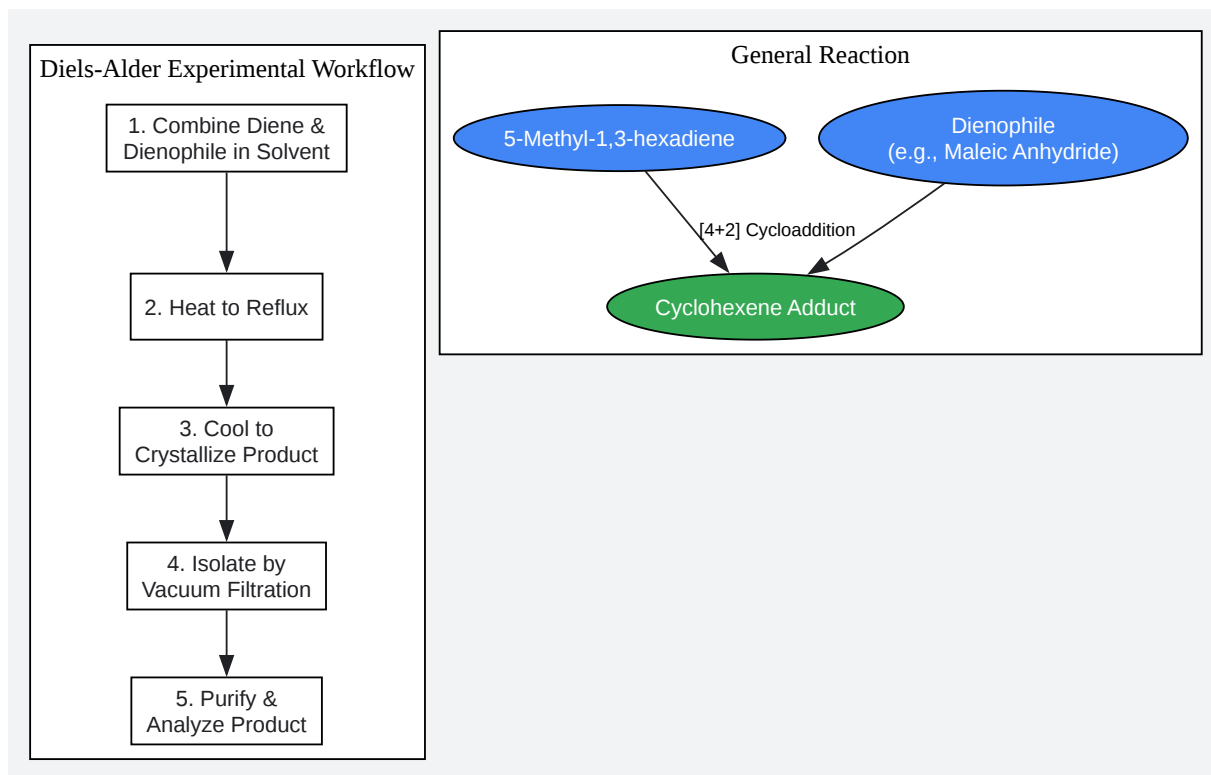 Diels-Alder Experimental Workflow
1. Combine Diene &
Dienophile in Solvent
2. Heat to Reflux
3. Cool to
Crystallize Product
4. Isolate by
Vacuum Filtration
5. Purify &
Analyze Product
General Reaction
5-Methyl-1,3-hexadiene
Dienophile
(e.g., Maleic Anhydride)
[4+2] Cycloaddition
Cyclohexene Adduct